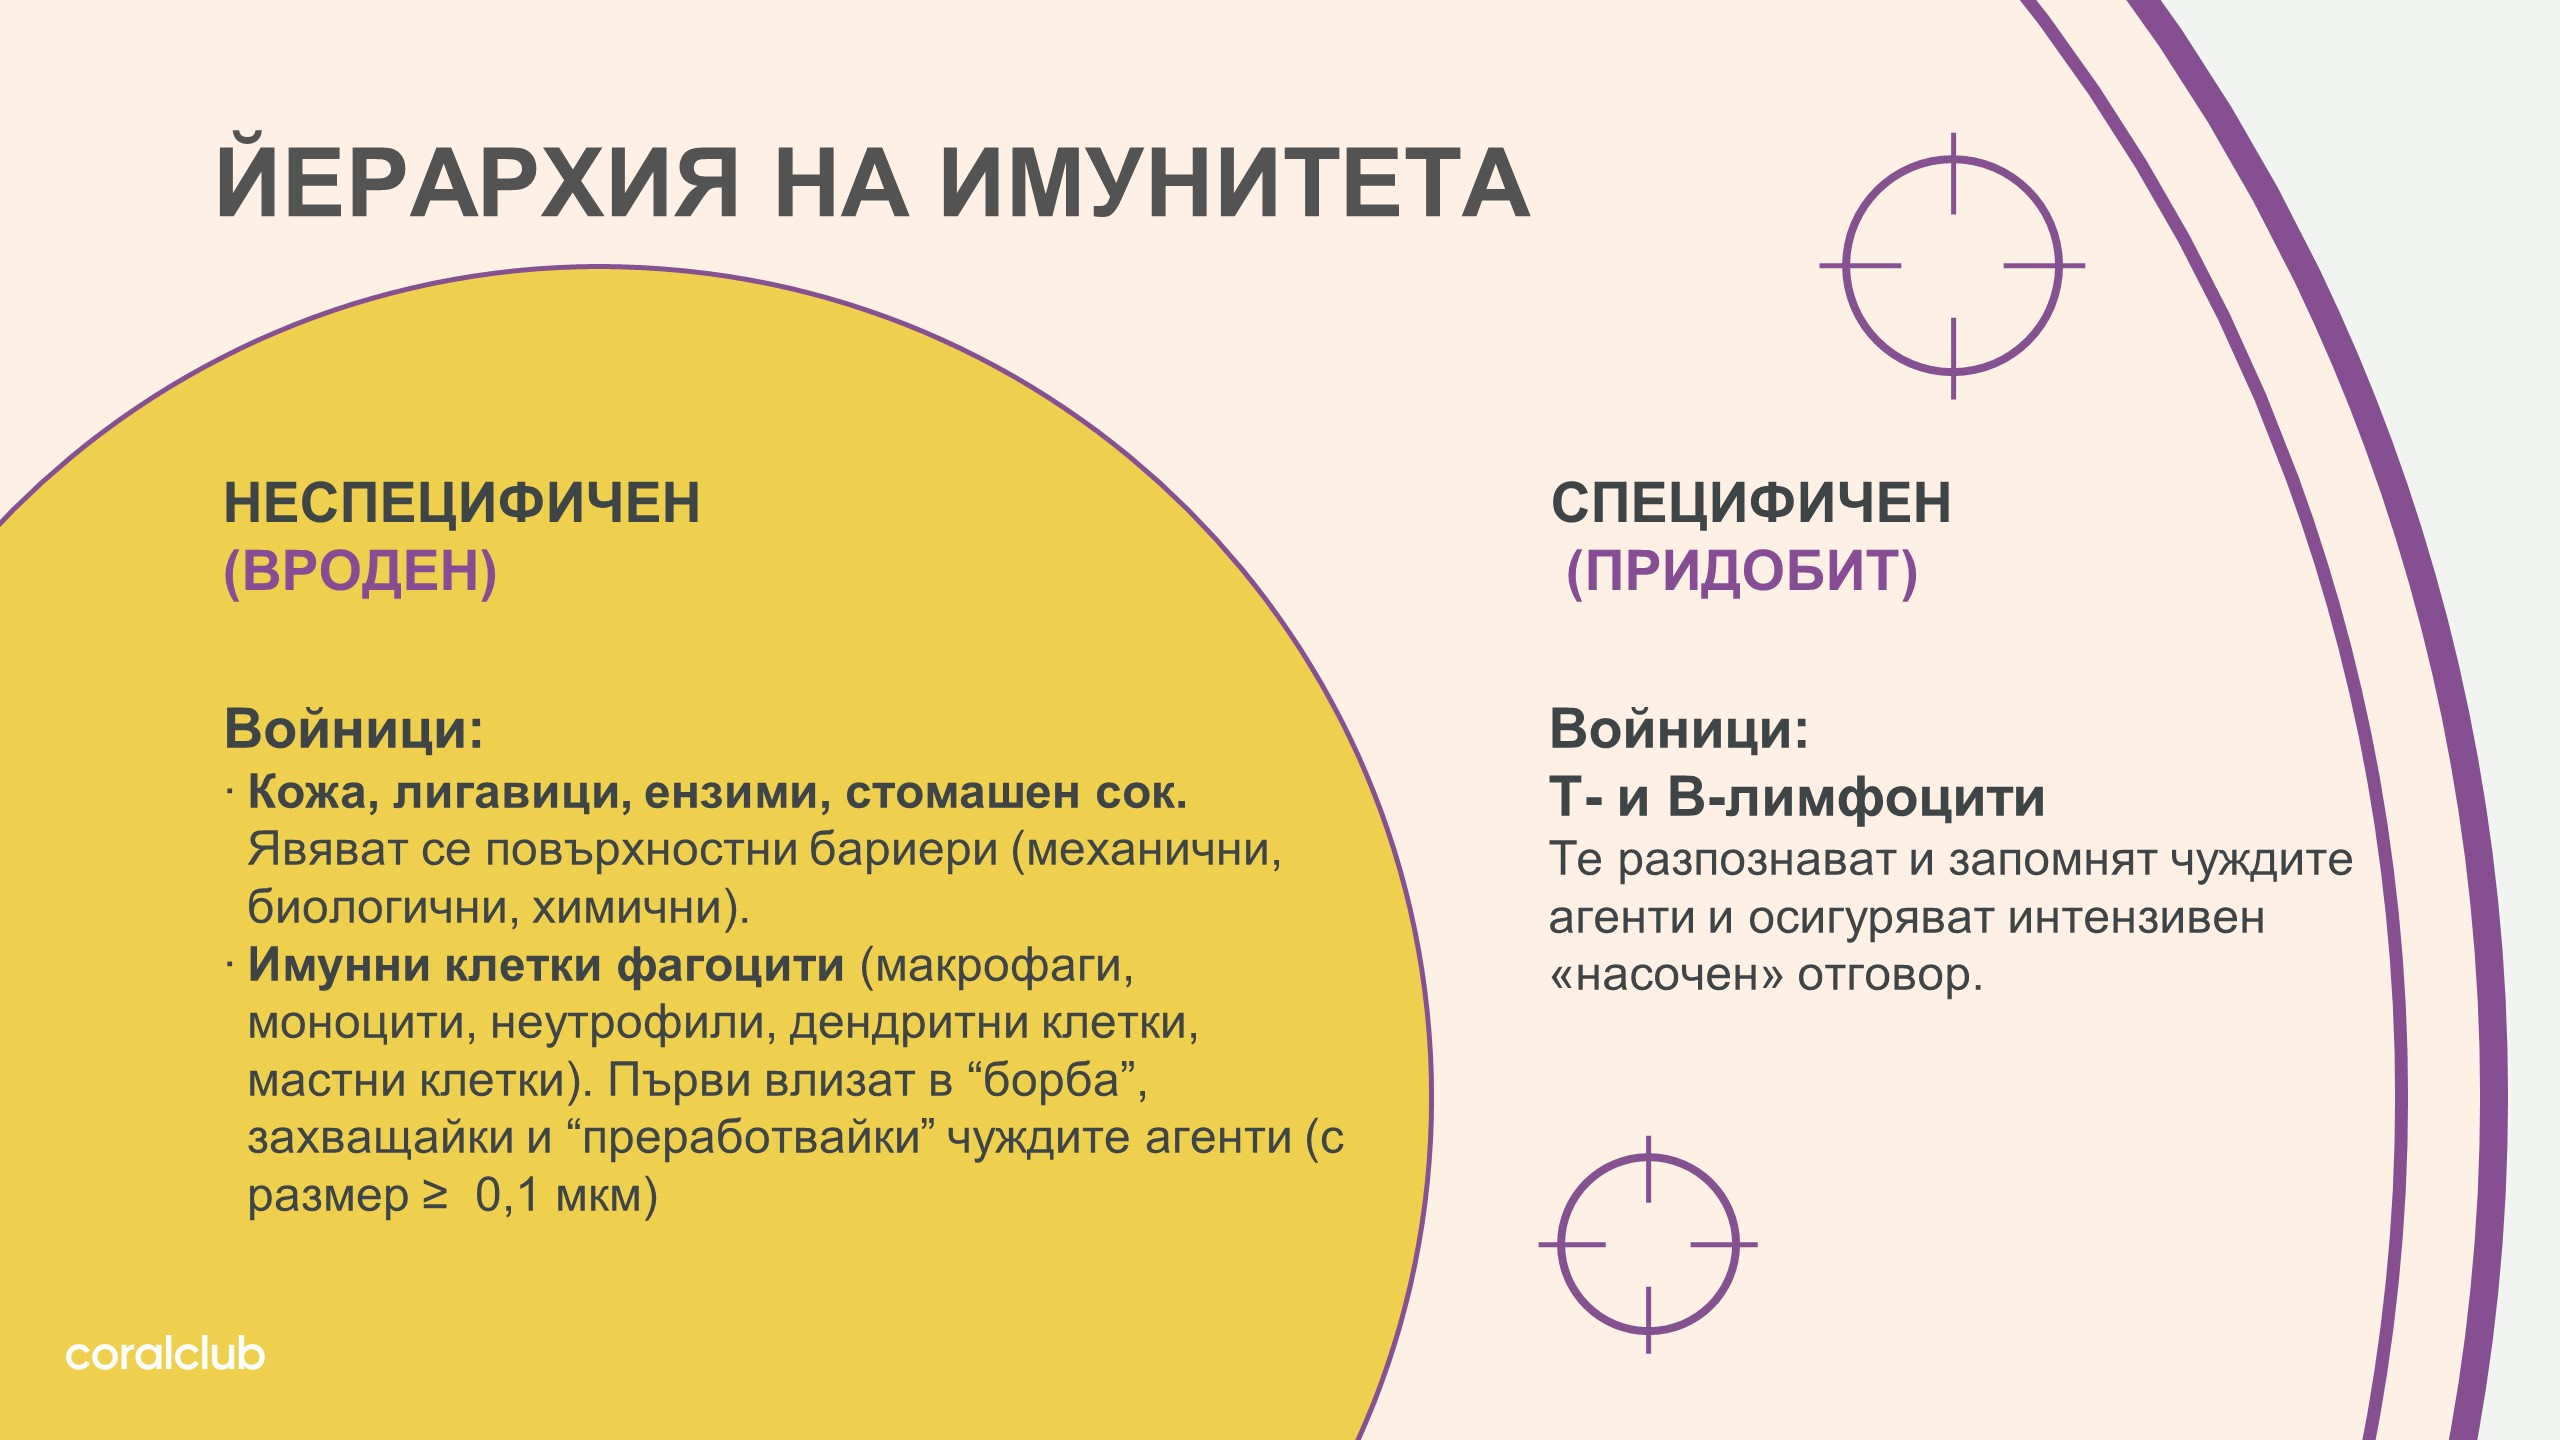 ЙЕРАРХИЯ НА ИМУНИТЕТА
НЕСПЕЦИФИЧЕН
(ВРОДЕН)
Войници:
· Кожа, лигавици, ензими, стомашен сок.
Явяват се повърхностни бариери (механични,
биологични, химични).
· Имунни клетки фагоцити (макрофаги,
моноцити, неутрофили, дендритни клетки,
мастни клетки). Първи влизат в “борба”,
захващайки и “преработвайки” чуждите агенти (с
размер ≥ 0,1 мкм)
СПЕЦИФИЧЕН
(ПРИДОБИТ)
Войници:
Т- и В-лимфоцити
Те разпознават и запомнят чуждите
агенти и осигуряват интензивен
«насочен» отговор.
coralclub